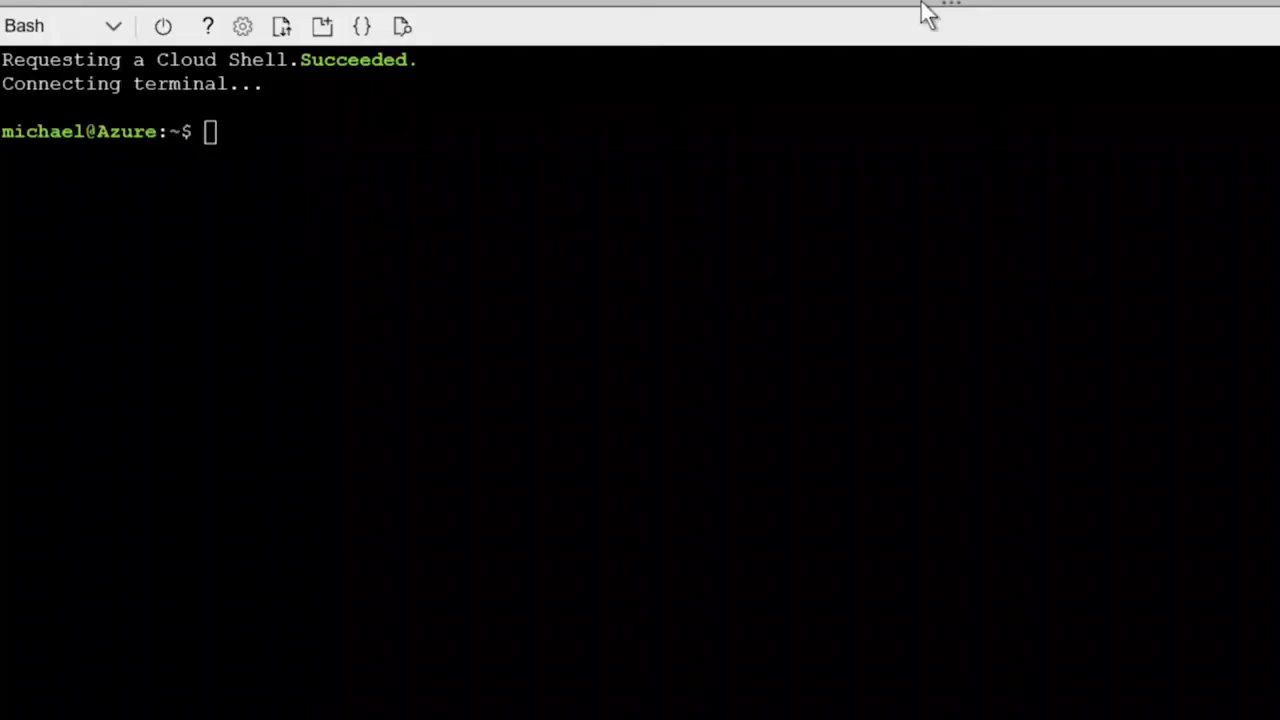 Bash
?
{}
Requesting a Cloud Shell.Succeeded.
Connecting terminal...
michael@Azure:~$